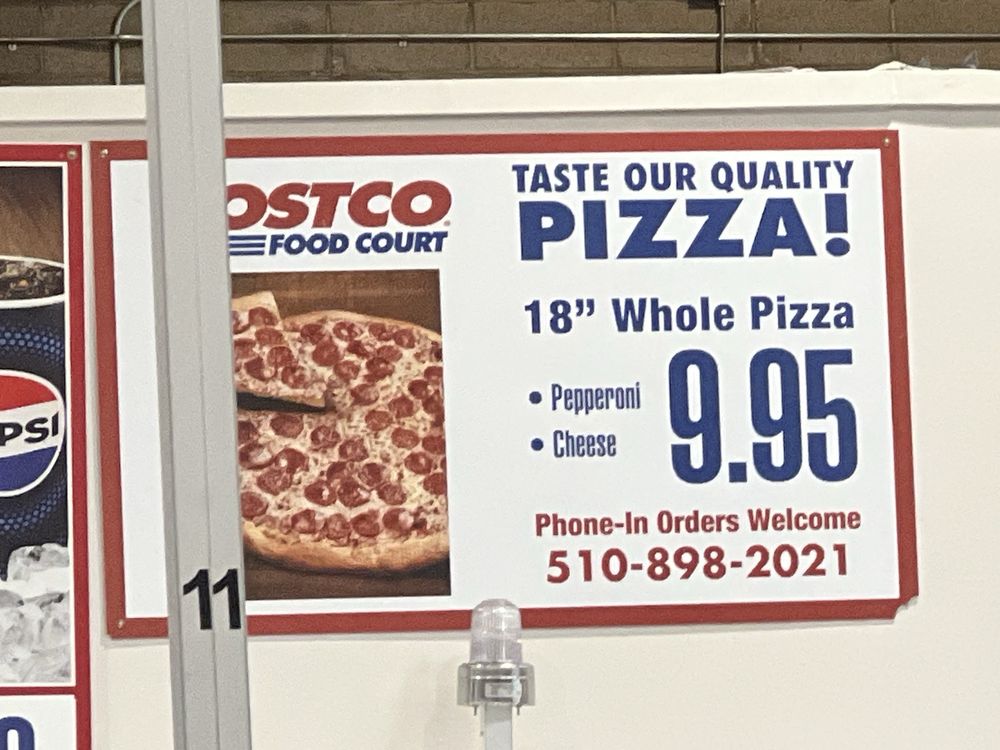 OSTCO
FOOD COURT
TASTE OUR QUALITY
PIZZA!
18” Whole Pizza
• Pepperoni
• Cheese
9.95
Phone-In Orders Welcome
510-898-2021
PSI
11